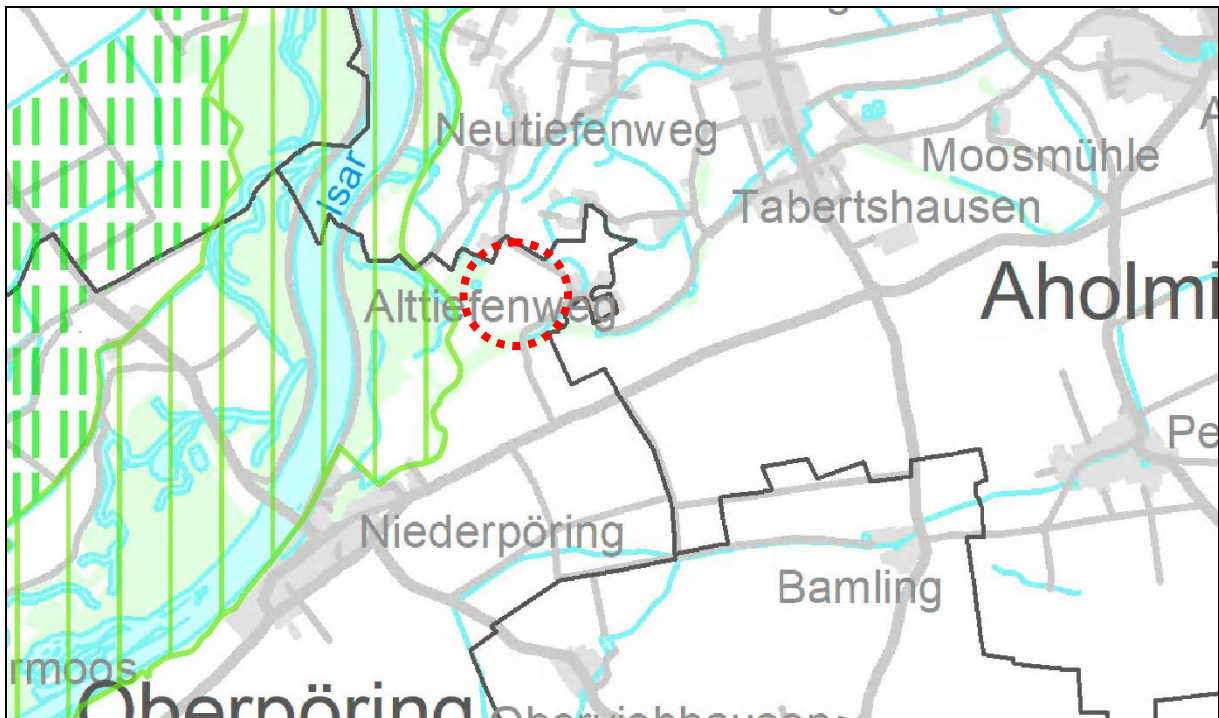 Neutiefenweg
Moosmühle
Isar
Tabertshausen
Alttiefenweg
Aholmi
Pe
Niederpöring
Bamling
rmoos
Oberpöring